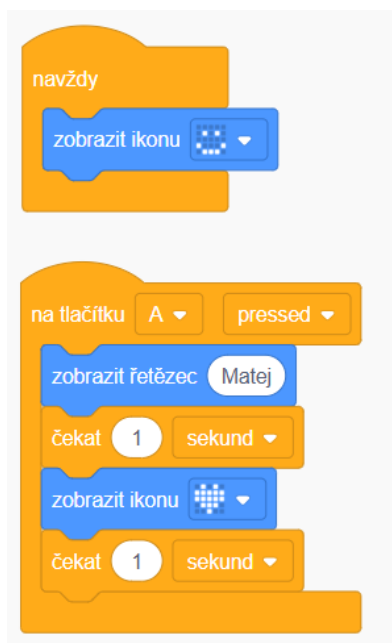 navždy
zobrazit ikonu
na tlačítku A pressed
zobrazit řetězec Matej
čekat 1 sekund
zobrazit ikonu
čekat 1 sekund